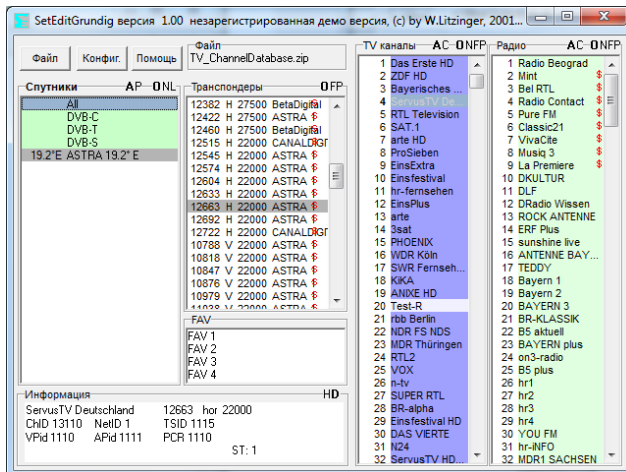 SetEditGrundig версия 1.00 незарегистрированная демо версия, (c) by W.Litzinger, 2001...
Файл
Конфиг.
Помощь
Файл
TV_ChannelDatabase.zip
Спутники AP ONL
All
DVB-C
DVB-T
DVB-S
19.2°E ASTRA 19.2° E
Транспондеры OFP
12382 H 27500 BetaDigital
12422 H 27500 ASTRA $
12460 H 27500 BetaDigital
12515 H 22000 CANALDIGI
12545 H 22000 ASTRA $
12574 H 22000 ASTRA $
12604 H 22000 ASTRA $
12633 H 22000 ASTRA $
12663 H 22000 ASTRA $
12692 H 22000 ASTRA $
12722 H 22000 CANALDIGI
10788 V 22000 ASTRA $
10818 V 22000 ASTRA $
10847 V 22000 ASTRA $
10876 V 22000 ASTRA $
10979 V 22000 ASTRA $
FAV
FAV 1
FAV 2
FAV 3
FAV 4
Информация HD
ServusTV Deutschland 12663 hor 22000
ChID 13110 NetID 1 TSID 1115
VPid 1110 APid 1111 PCR 1110
ST: 1
TV каналы AC-ONFP
1 Das Erste HD
2 ZDF HD
3 Bayerisches ...
4 ServusTV De...
5 RTL Television
6 SAT.1
7 arte HD
8 ProSieben
9 EinsExtra
10 Einsfestival
11 hr-fernsehen
12 EinsPlus
13 arte
14 3sat
15 PHOENIX
16 WDR Köln
17 SWR Fernseh...
18 KiKA
19 ANIXE HD
20 Test-R
21 rbb Berlin
22 NDR FS NDS
23 MDR Thüringen
24 RTL2
25 VOX
26 n-tv
27 SUPER RTL
28 BR-alpha
29 Einsfestival HD
30 DAS VIERTE
31 N24
32 ServusTV HD...
Радио AC-ONFP
1 Radio Beograd
2 Mint $
3 Bel RTL $
4 Radio Contact $
5 Pure FM $
6 Classic21 $
7 VivaCite $
8 Musiq 3 $
9 La Premiere $
10 DKULTUR
11 DLF
12 DRadio Wissen
13 ROCK ANTENNE
14 ERF Plus
15 sunshine live
16 ANTENNE BAY...
17 TEDDY
18 Bayern 1
19 Bayern 2
20 BAYERN 3
21 BR-KLASSIK
22 B5 aktuell
23 BAYERN plus
24 on3-radio
25 B5 plus
26 hr1
27 hr2
28 hr3
29 hr4
30 YOU FM
31 hr-iNFO
32 MDR1 SACHSEN